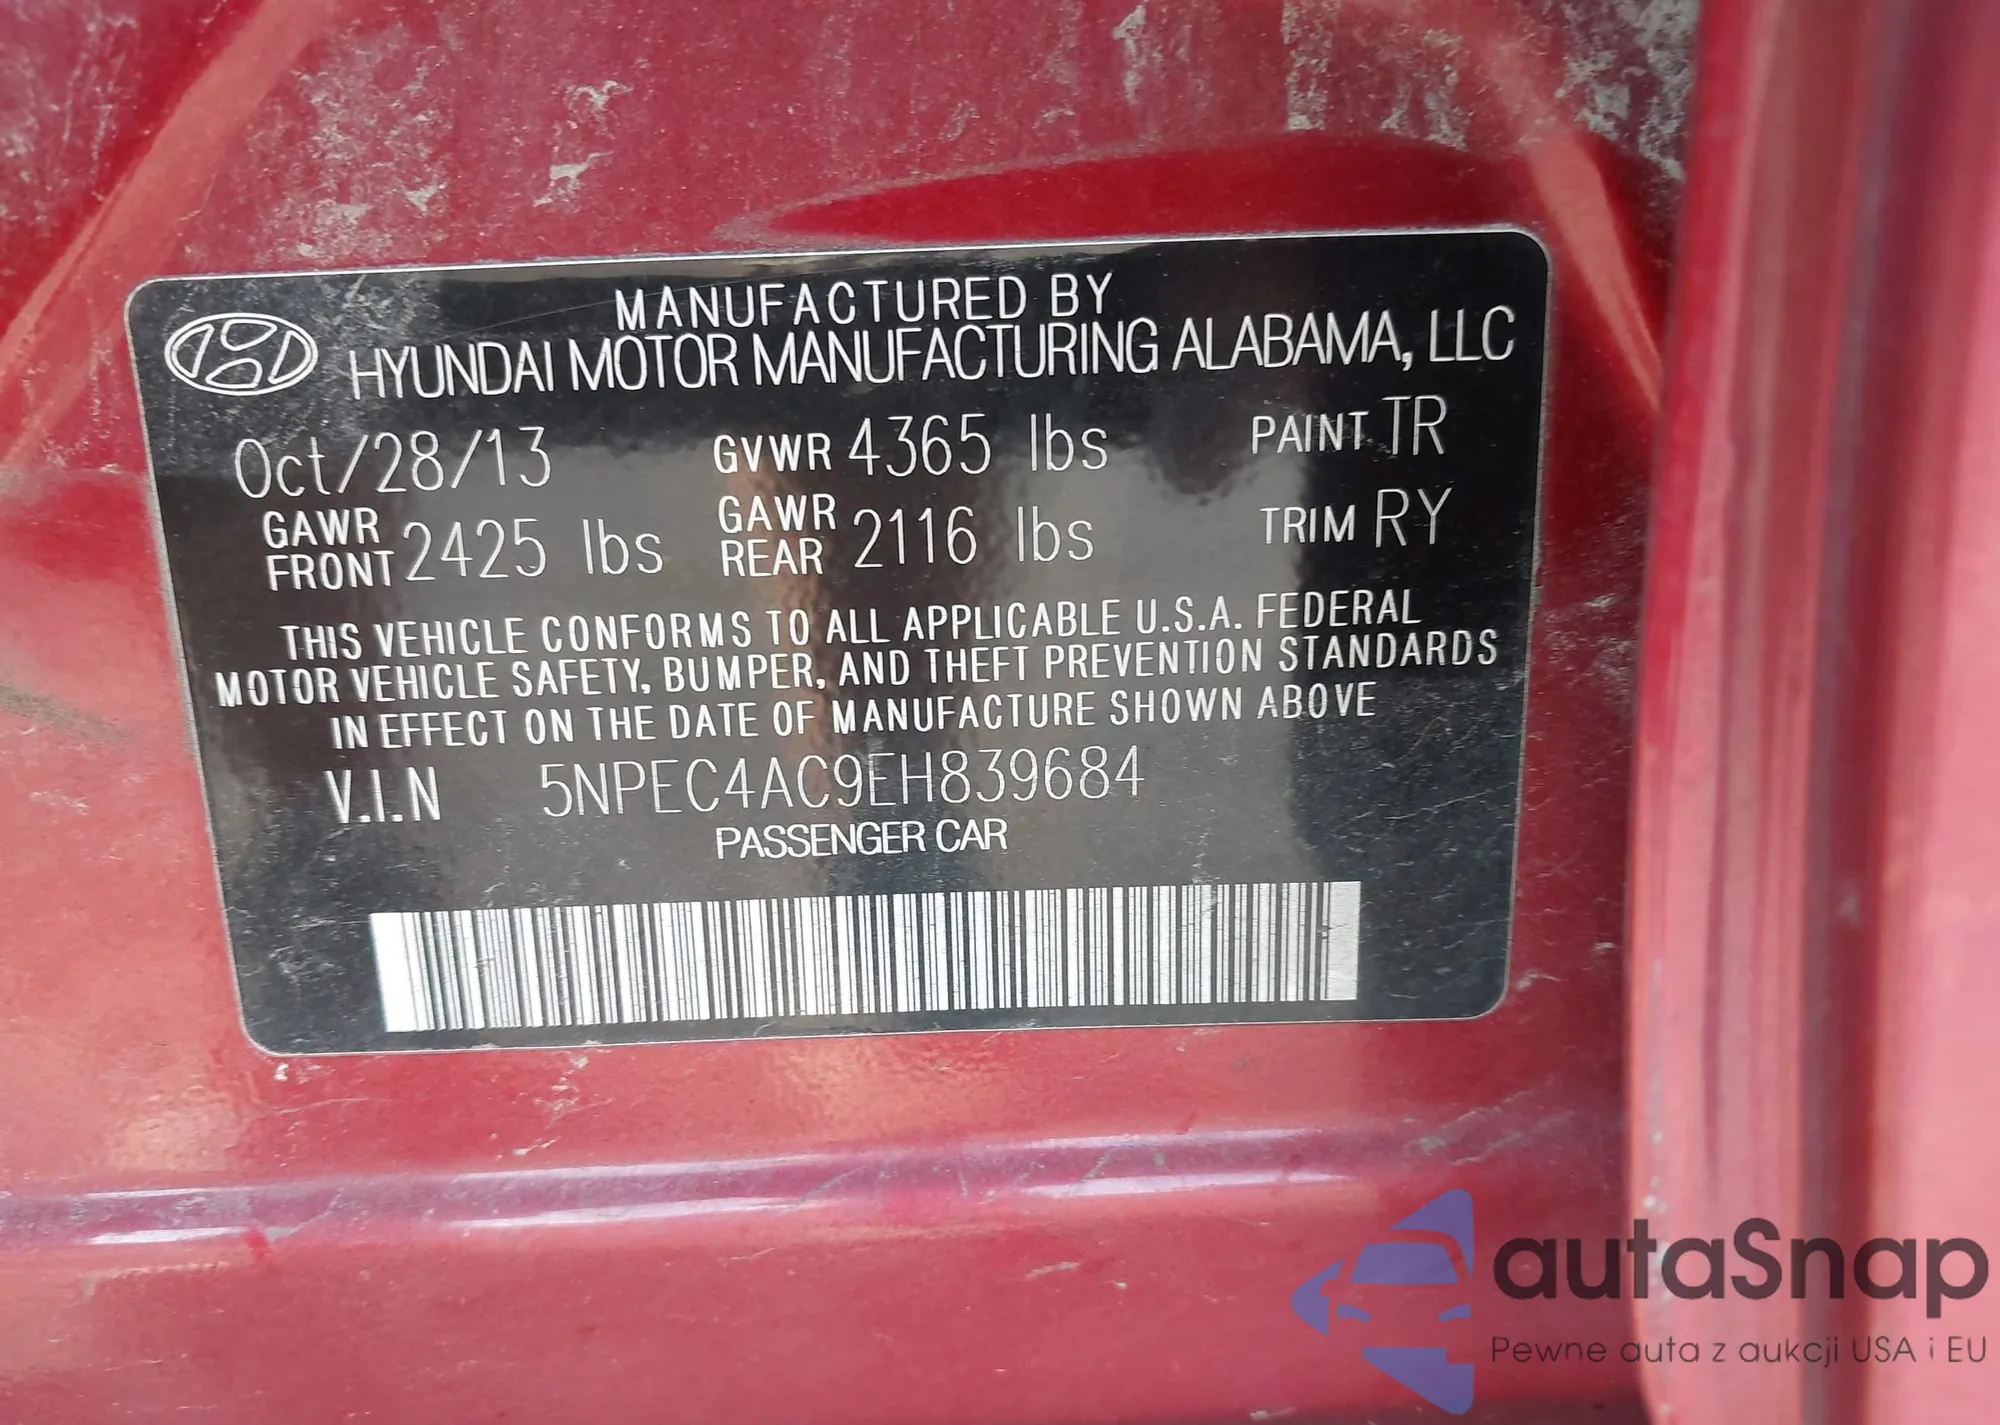 MANUFACTURED BY
HYUNDAI MOTOR MANUFACTURING ALABAMA, LLC
Oct/28/13 GVWR 4365 lbs PAINT TR
GAWR FRONT 2425 lbs GAWR REAR 2116 lbs TRIM RY
THIS VEHICLE CONFORMS TO ALL APPLICABLE U.S.A. FEDERAL
MOTOR VEHICLE SAFETY, BUMPER, AND THEFT PREVENTION STANDARDS
IN EFFECT ON THE DATE OF MANUFACTURE SHOWN ABOVE
V.I.N 5NPEC4AC9EH839684
PASSENGER CAR
autaSnap
Pewne auta z aukcji USA i EU